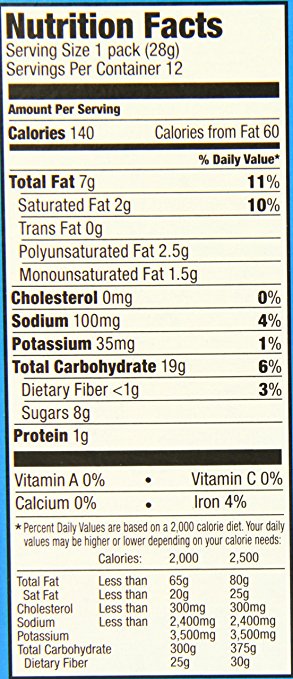 Nutrition Facts
Serving Size 1 pack (28g)
Servings Per Container 12
Amount Per Serving
Calories 140 Calories from Fat 60
% Daily Value*
Total Fat 7g 11%
Saturated Fat 2g 10%
Trans Fat 0g
Polyunsaturated Fat 2.5g
Monounsaturated Fat 1.5g
Cholesterol 0mg 0%
Sodium 100mg 4%
Potassium 35mg 1%
Total Carbohydrate 19g 6%
Dietary Fiber <1g 3%
Sugars 8g
Protein 1g
Vitamin A 0% • Vitamin C 0%
Calcium 0% • Iron 4%
*Percent Daily Values are based on a 2,000 calorie diet. Your daily
values may be higher or lower depending on your calorie needs:
Calories: 2,000 2,500
Total Fat Less than 65g 80g
Sat Fat Less than 20g 25g
Cholesterol Less than 300mg 300mg
Sodium Less than 2,400mg 2,400mg
Potassium 3,500mg 3,500mg
Total Carbohydrate 300g 375g
Dietary Fiber 25g 30g